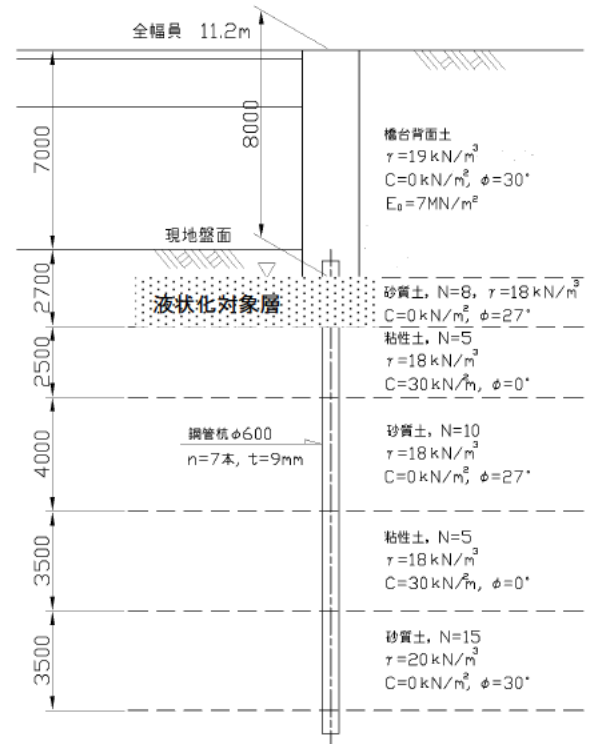 全幅員 11.2m
8000
7000
橋台背面土
γ=19kN/m³
C=0kN/m², φ=30°
E₀=7MN/m²
現地盤面
2700
液状化対象層
砂質土, N=8, γ=18kN/m³
C=0kN/m², φ=27°
2500
粘性土, N=5
γ=18kN/m³
C=30kN/m², φ=0°
4000
鋼管杭φ600
n=7本, t=9mm
砂質土, N=10
γ=18kN/m³
C=0kN/m², φ=27°
3500
粘性土, N=5
γ=18kN/m³
C=30kN/m², φ=0°
3500
砂質土, N=15
γ=20kN/m³
C=0kN/m², φ=30°